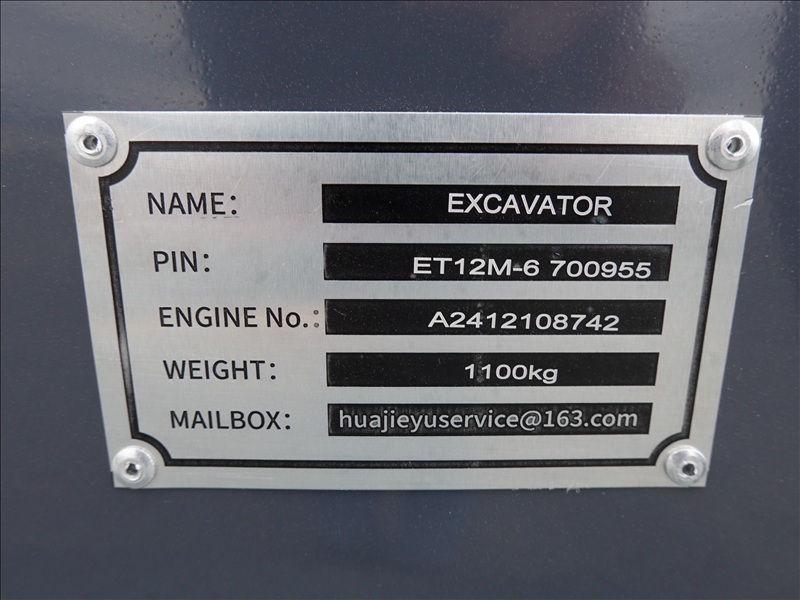 NAME: EXCAVATOR
PIN: ET12M-6 700955
ENGINE No.: A2412108742
WEIGHT: 1100kg
MAILBOX: huajieyuservice@163.com